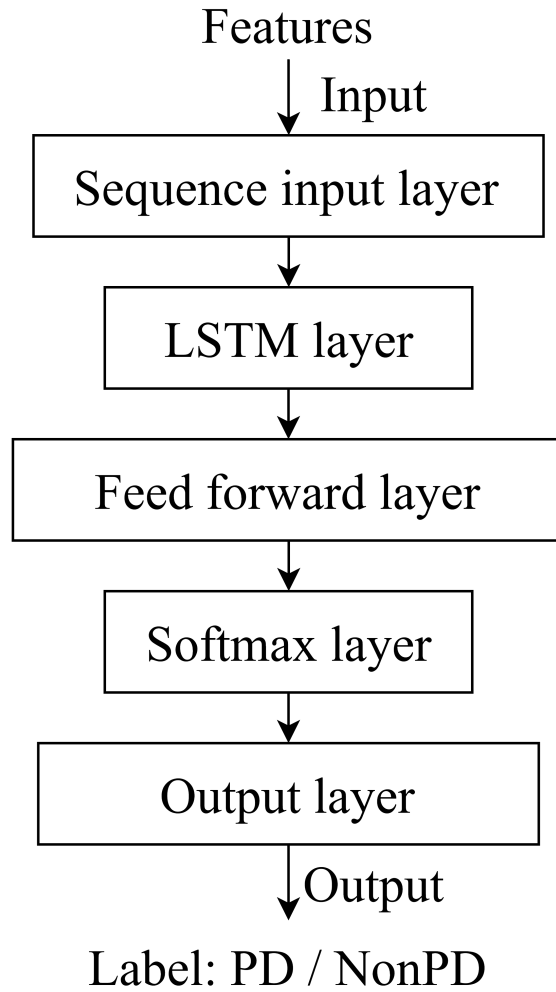 Features
Input
Sequence input layer
LSTM layer
Feed forward layer
Softmax layer
Output layer
Output
Label: PD / NonPD